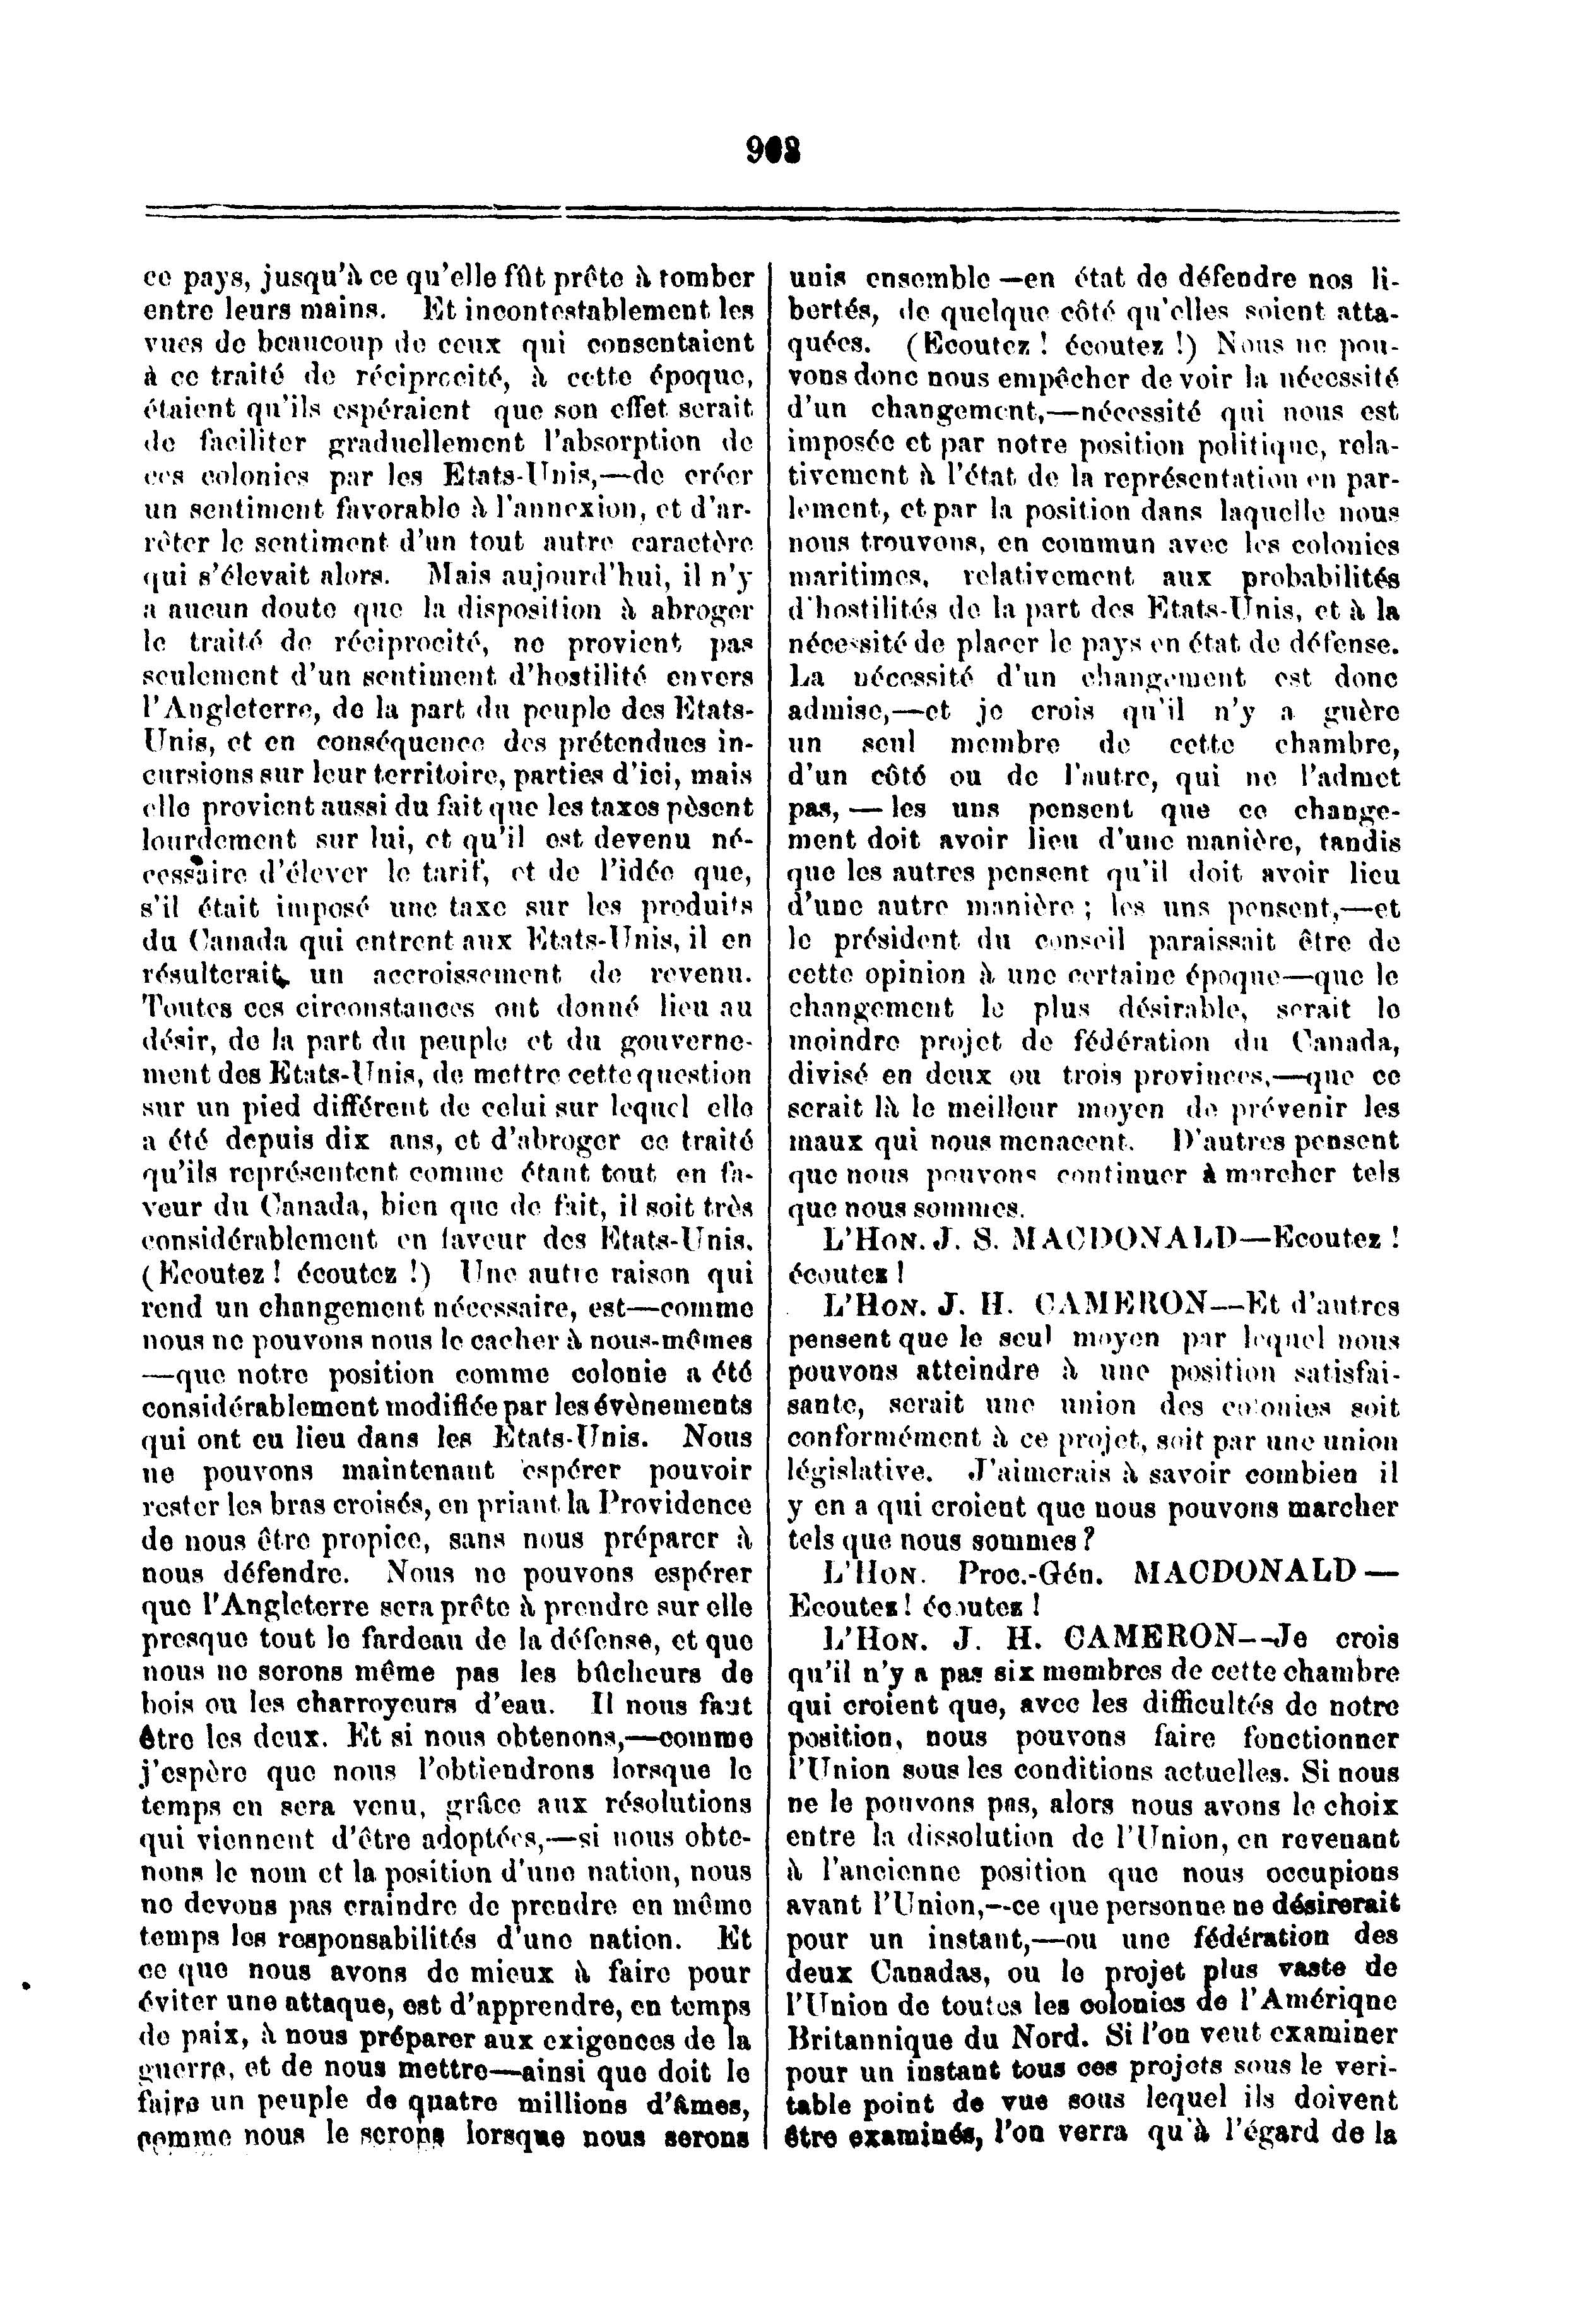 ce pays, jusqu'à ce qu'elle fût prête à tomber
entre leurs mains. Et incontestablement les
vues de beaucoup de ceux qui consentaient
à ce traité de réciprocité, à cette époque,
étaient qu'ils espéraient que son effet serait
de faciliter graduellement l'absorption de
ces colonies par les Etats-Unis,—de créer
un sentiment favorable à l'annexion, et d'ar-
rêter le sentiment d'un tout autre caractère
qui s'élevait alors. Mais aujourd'hui, il n'y
a aucun doute que la disposition à abroger
le traité de réciprocité, ne provient pas
seulement d'un sentiment d'hostilité envers
l'Angleterre, de la part du peuple des Etats-
Unis, et en conséquence des prétendues in-
cursions sur leur territoire, parties d'ici, mais
elle provient aussi du fait que les taxes pèsent
lourdement sur lui, et qu'il est devenu né-
cessaire d'élever le tarif, et de l'idée que,
s'il était imposé une taxe sur les produits
du Canada qui entrent aux Etats-Unis, il en
résulterait un accroissement de revenu.
Toutes ces circonstances ont donné lieu au
désir, de la part du peuple et du gouverne-
ment des Etats-Unis, de mettre cette question
sur un pied différent de celui sur lequel elle
a été depuis dix ans, et d'abroger ce traité
qu'ils représentent comme étant tout en fa-
veur du Canada, bien que de fait, il soit très
considérablement en faveur des Etats-Unis.
(Ecoutez ! écoutez !) Une autre raison qui
rend un changement nécessaire, est—comme
nous ne pouvons nous le cacher à nous-mêmes
—que notre position comme colonie a été
considérablement modifiée par les évènements
qui ont eu lieu dans les Etats-Unis. Nous
ne pouvons maintenant espérer pouvoir
rester les bras croisés, en priant la Providence
de nous être propice, sans nous préparer à
nous défendre. Nous ne pouvons espérer
que l'Angleterre sera prête à prendre sur elle
presque tout le fardeau de la défense, et que
nous ne serons même pas les bûcheurs de
bois ou les charroyeurs d'eau. Il nous faut
être les deux. Et si nous obtenons,—comme
j'espère que nous l'obtiendrons lorsque le
temps en sera venu, grâce aux résolutions
qui viennent d'être adoptées,—si nous obte-
nons le nom et la position d'une nation, nous
ne devons pas craindre de prendre en même
temps les responsabilités d'une nation. Et
ce que nous avons de mieux à faire pour
éviter une attaque, est d'apprendre, en temps
de paix, à nous préparer aux exigences de la
guerre, et de nous mettre—ainsi que doit le
faire un peuple de quatre millions d'âmes,
comme nous le serons lorsque nous serons
unis ensemble—en état de défendre nos li-
bertés, de quelque côté qu'elles soient atta-
quées. (Ecoutez ! écoutez !) Nous ne pou-
vons donc nous empêcher de voir la nécessité
d'un changement,—nécessité qui nous est
imposée et par notre position politique, rela-
tivement à l'état de la représentation en par-
lement, et par la position dans laquelle nous
nous trouvons, en commun avec les colonies
maritimes, relativement aux probabilités
d'hostilités de la part des Etats-Unis, et à la
nécessité de placer le pays en état de défense.
La nécessité d'un changement est donc
admise,—et je crois qu'il n'y a guère
un seul membre de cette chambre,
d'un côté ou de l'autre, qui ne l'admet
pas, — les uns pensent que ce change-
ment doit avoir lieu d'une manière, tandis
que les autres pensent qu'il doit avoir lieu
d'une autre manière ; les uns pensent,—et
le président du conseil paraissait être de
cette opinion à une certaine époque—que le
changement le plus désirable, serait le
moindre projet de fédération du Canada,
divisé en deux ou trois provinces,—que ce
serait là le meilleur moyen de prévenir les
maux qui nous menacent. D'autres pensent
que nous pouvons continuer à marcher tels
que nous sommes.
L'HON. J. S. MACDONALD—Ecoutez !
écoutez !
L'HON. J. H. CAMERON—Et d'autres
pensent que le seul moyen par lequel nous
pouvons atteindre à une position satisfai-
sante, serait une union des colonies soit
conformément à ce projet, soit par une union
législative. J'aimerais à savoir combien il
y en a qui croient que nous pouvons marcher
tels que nous sommes ?
L'HON. Proc.-Gén. MACDONALD—
Ecoutez ! écoutez !
L'HON. J. H. CAMERON—Je crois
qu'il n'y a pas six membres de cette chambre
qui croient que, avec les difficultés de notre
position, nous pouvons faire fonctionner
l'Union sous les conditions actuelles. Si nous
ne le pouvons pas, alors nous avons le choix
entre la dissolution de l'Union, en revenant
à l'ancienne position que nous occupions
avant l'Union,—ce que personne ne désirerait
pour un instant,—ou une fédération des
deux Canadas, ou le projet plus vaste de
l'Union de toutes les colonies de l'Amérique
Britannique du Nord. Si l'on veut examiner
pour un instant tous ces projets sous le veri-
table point de vue sous lequel ils doivent
être examinés, l'on verra qu'à l'égard de la